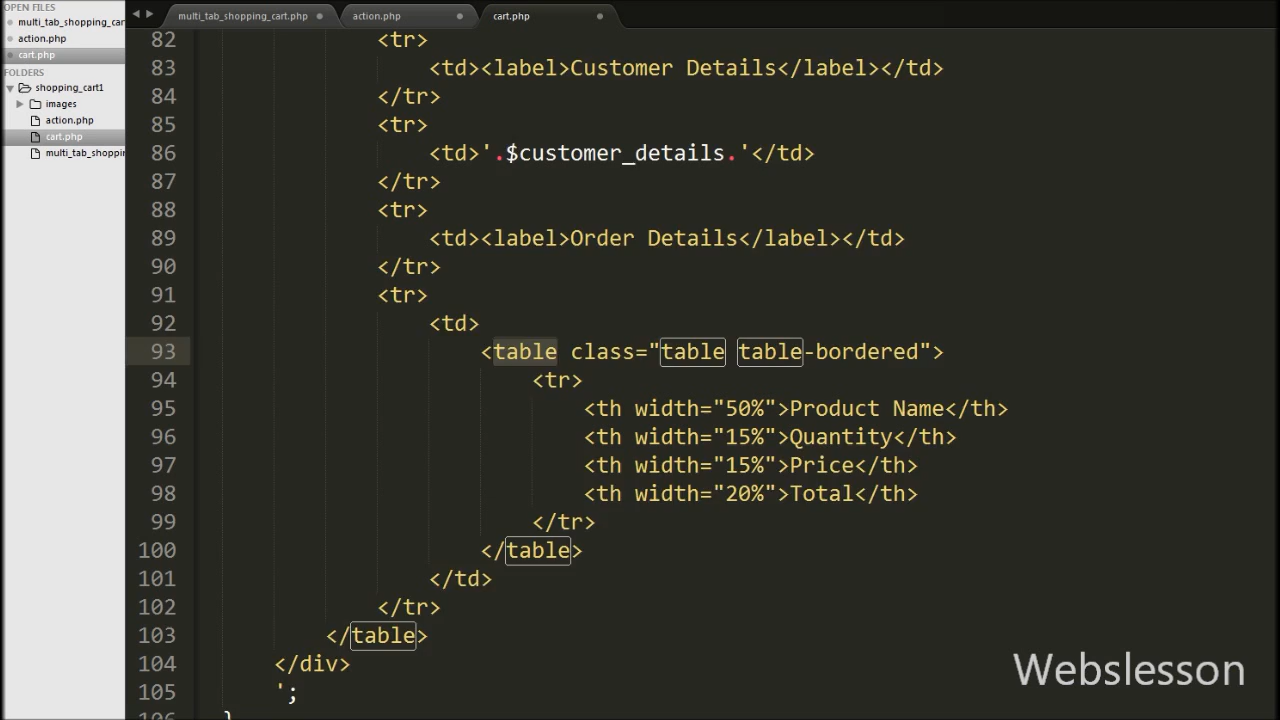 OPEN FILES
multi_tab_shopping_car
action.php
cart.php
FOLDERS
shopping_cart1
images
action.php
cart.php
multi_tab_shoppin
multi_tab_shopping_cart.php
action.php
cart.php
82 <tr>
83 <td><label>Customer Details</label></td>
84 </tr>
85 <tr>
86 <td>'.$customer_details.'</td>
87 </tr>
88 <tr>
89 <td><label>Order Details</label></td>
90 </tr>
91 <tr>
92 <td>
93 <table class="table table-bordered">
94 <tr>
95 <th width="50%">Product Name</th>
96 <th width="15%">Quantity</th>
97 <th width="15%">Price</th>
98 <th width="20%">Total</th>
99 </tr>
100 </table>
101 </td>
102 </tr>
103 </table>
104 </div>
105 ';
106 }
Webslesson